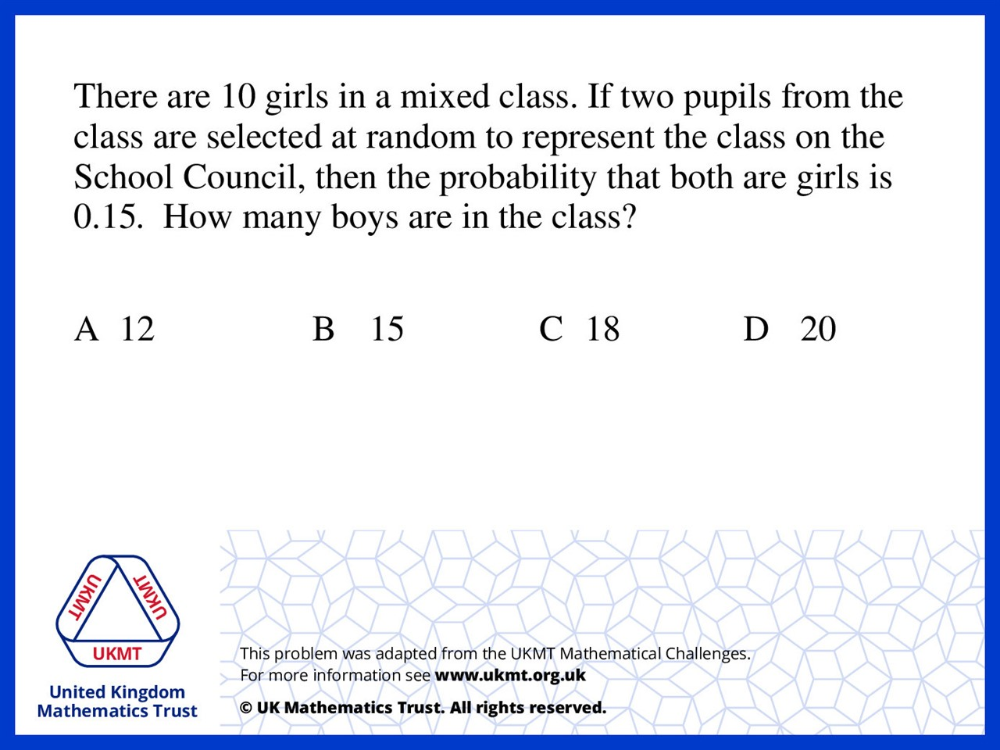 There are 10 girls in a mixed class. If two pupils from the
class are selected at random to represent the class on the
School Council, then the probability that both are girls is
0.15.  How many boys are in the class?
A 12 B 15 C 18 D 20
UKMT UKMT
UKMT
United Kingdom
Mathematics Trust
This problem was adapted from the UKMT Mathematical Challenges.
For more information see www.ukmt.org.uk
© UK Mathematics Trust. All rights reserved.